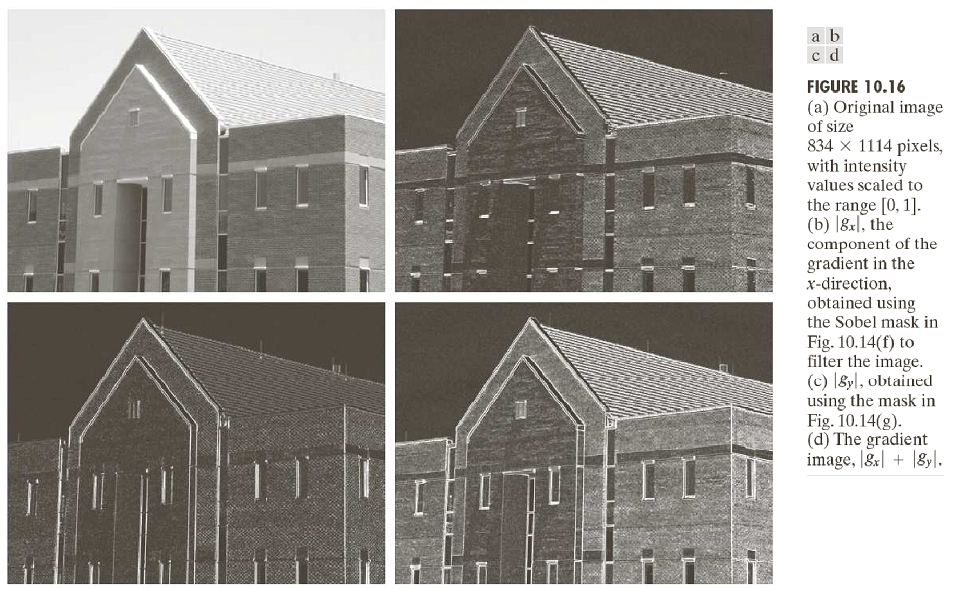 a b
c d
FIGURE 10.16
(a) Original image
of size
834 × 1114 pixels,
with intensity
values scaled to
the range [0, 1].
(b) |gx|, the
component of the
gradient in the
x-direction,
obtained using
the Sobel mask in
Fig. 10.14(f) to
filter the image.
(c) |gy|, obtained
using the mask in
Fig. 10.14(g).
(d) The gradient
image, |gx| + |gy|.